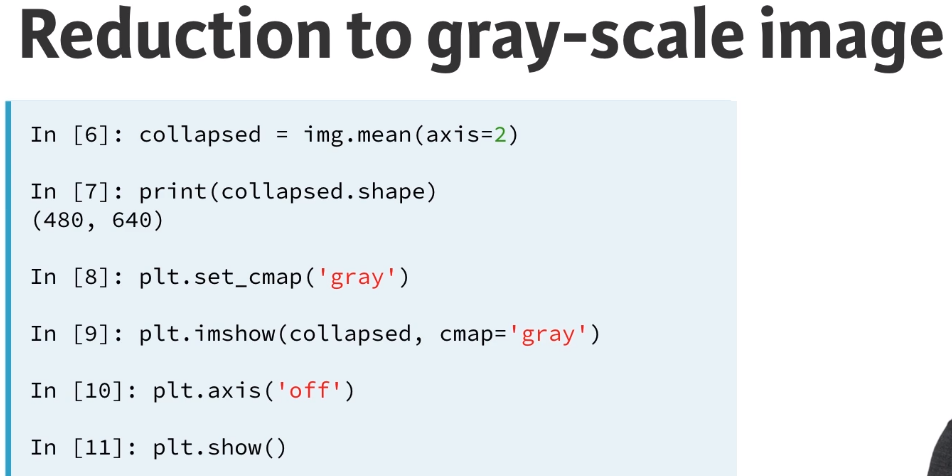 Reduction to gray-scale image
In [6]: collapsed = img.mean(axis=2)
In [7]: print(collapsed.shape)
(480, 640)
In [8]: plt.set_cmap('gray')
In [9]: plt.imshow(collapsed, cmap='gray')
In [10]: plt.axis('off')
In [11]: plt.show()